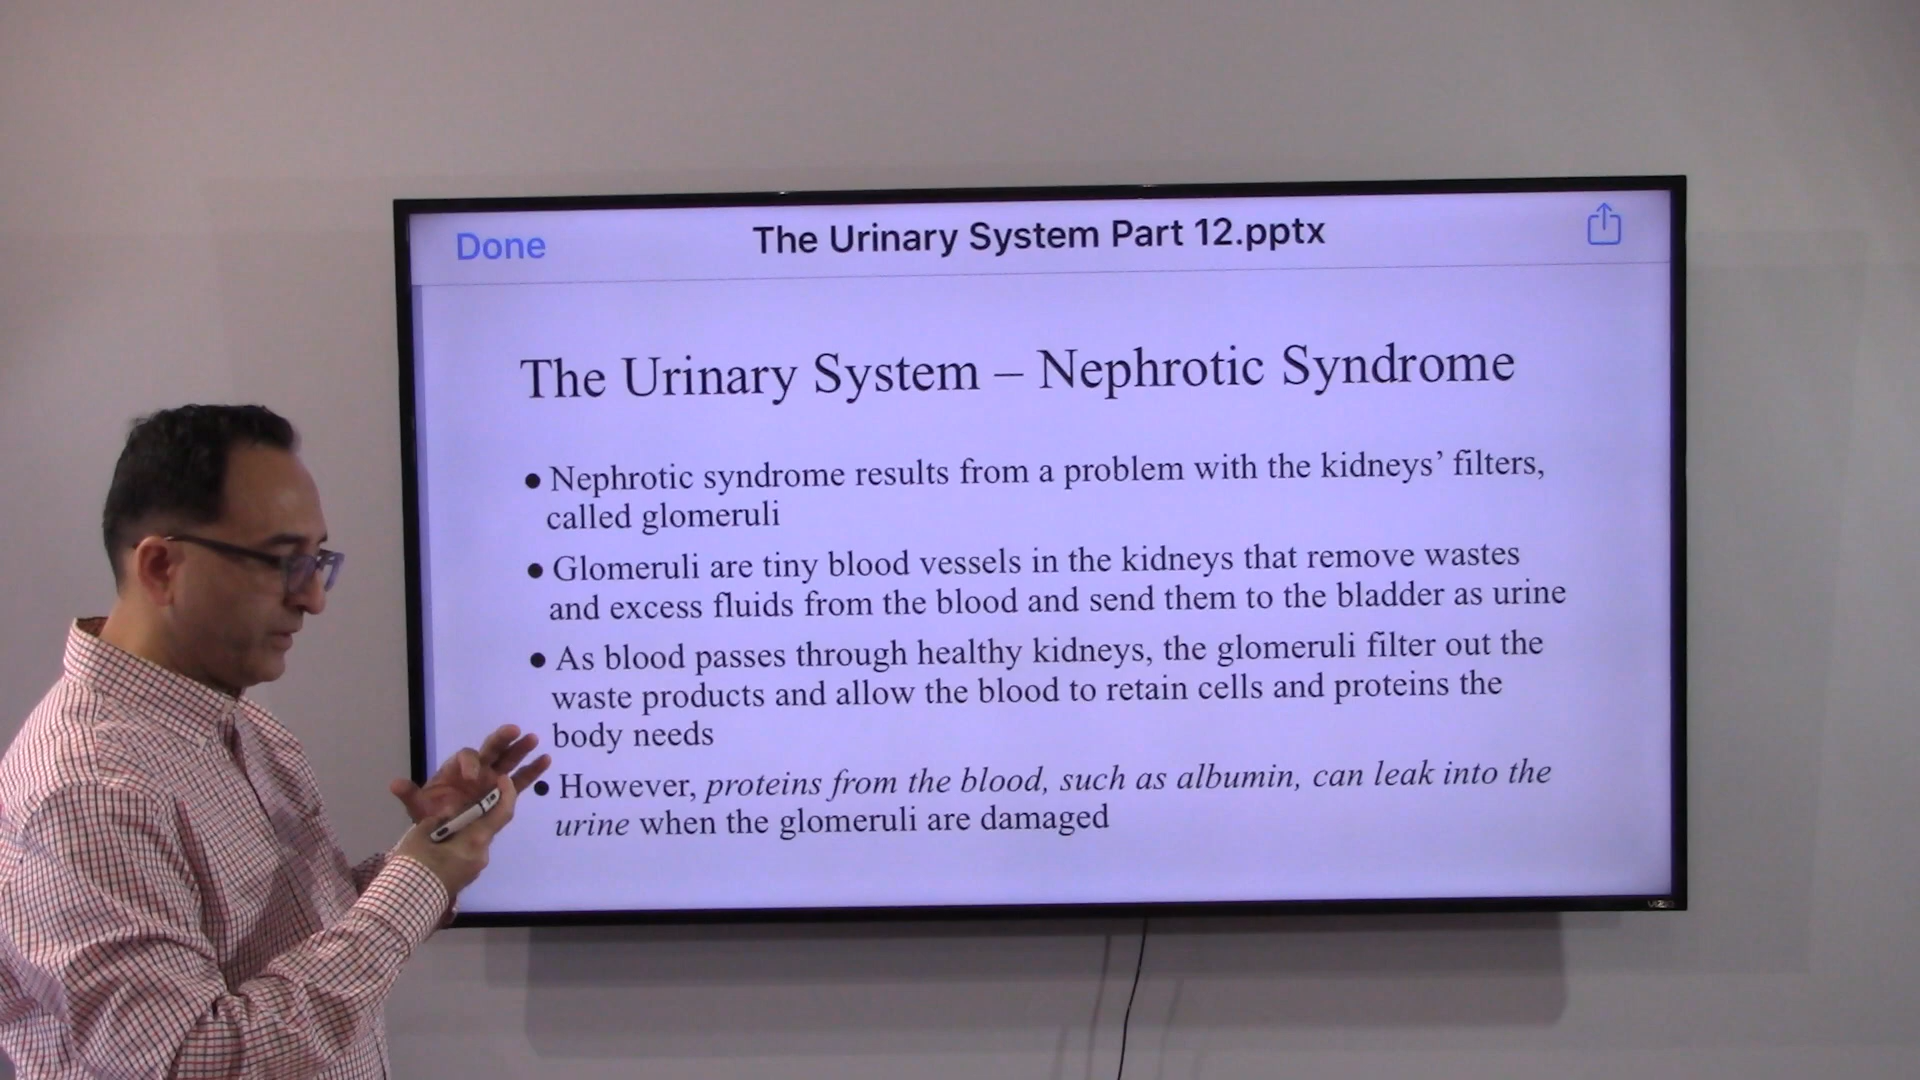 Done
The Urinary System Part 12.pptx
The Urinary System – Nephrotic Syndrome
● Nephrotic syndrome results from a problem with the kidneys’ filters,
called glomeruli
● Glomeruli are tiny blood vessels in the kidneys that remove wastes
and excess fluids from the blood and send them to the bladder as urine
● As blood passes through healthy kidneys, the glomeruli filter out the
waste products and allow the blood to retain cells and proteins the
body needs
● However, proteins from the blood, such as albumin, can leak into the
urine when the glomeruli are damaged
VIZIO